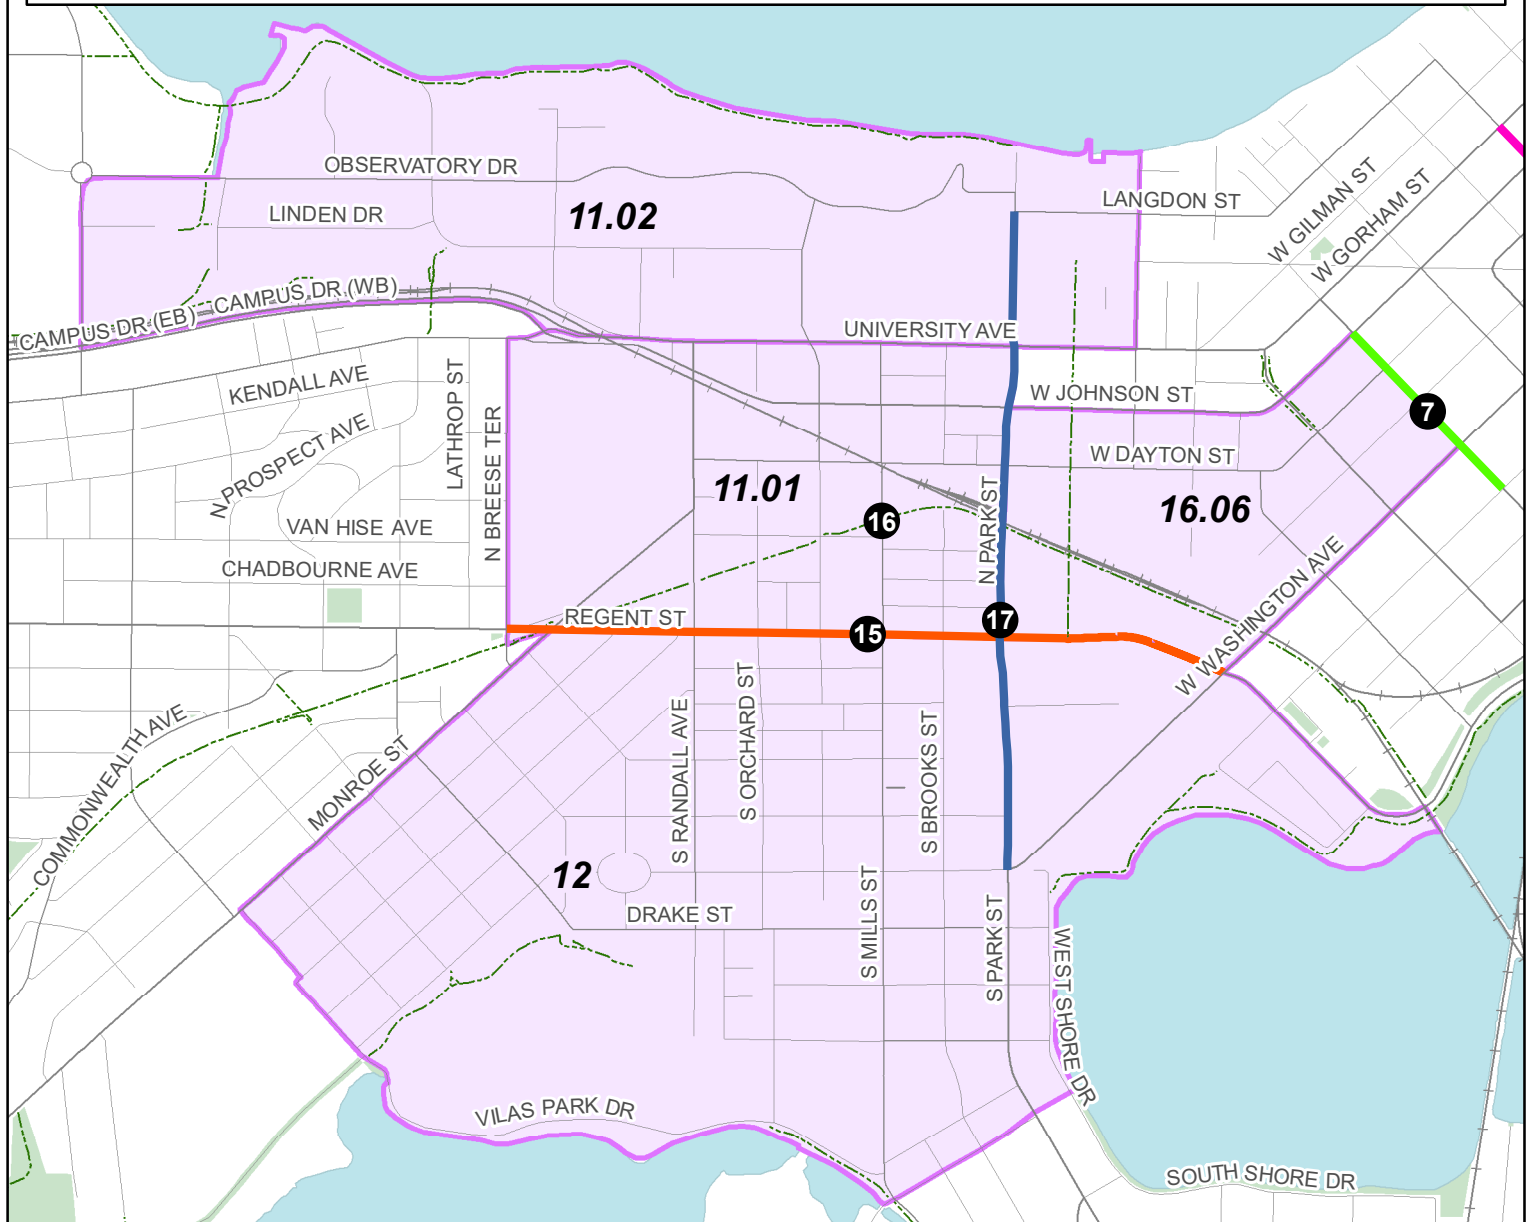 OBSERVATORY DR
LINDEN DR
11.02
LANGDON ST
W GILMAN ST
W GORHAM ST
CAMPUS DR (EB)
CAMPUS DR (WB)
UNIVERSITY AVE
KENDALL AVE
LATHROP ST
N BREESE TER
W JOHNSON ST
7
N PROSPECT AVE
W DAYTON ST
11.01
16.06
16
VAN HISE AVE
N PARK ST
CHADBOURNE AVE
REGENT ST
15
17
W WASHINGTON AVE
COMMONWEALTH AVE
MONROE ST
S RANDALL AVE
S ORCHARD ST
S BROOKS ST
12
DRAKE ST
S MILLS ST
S PARK ST
WEST SHORE DR
VILAS PARK DR
SOUTH SHORE DR